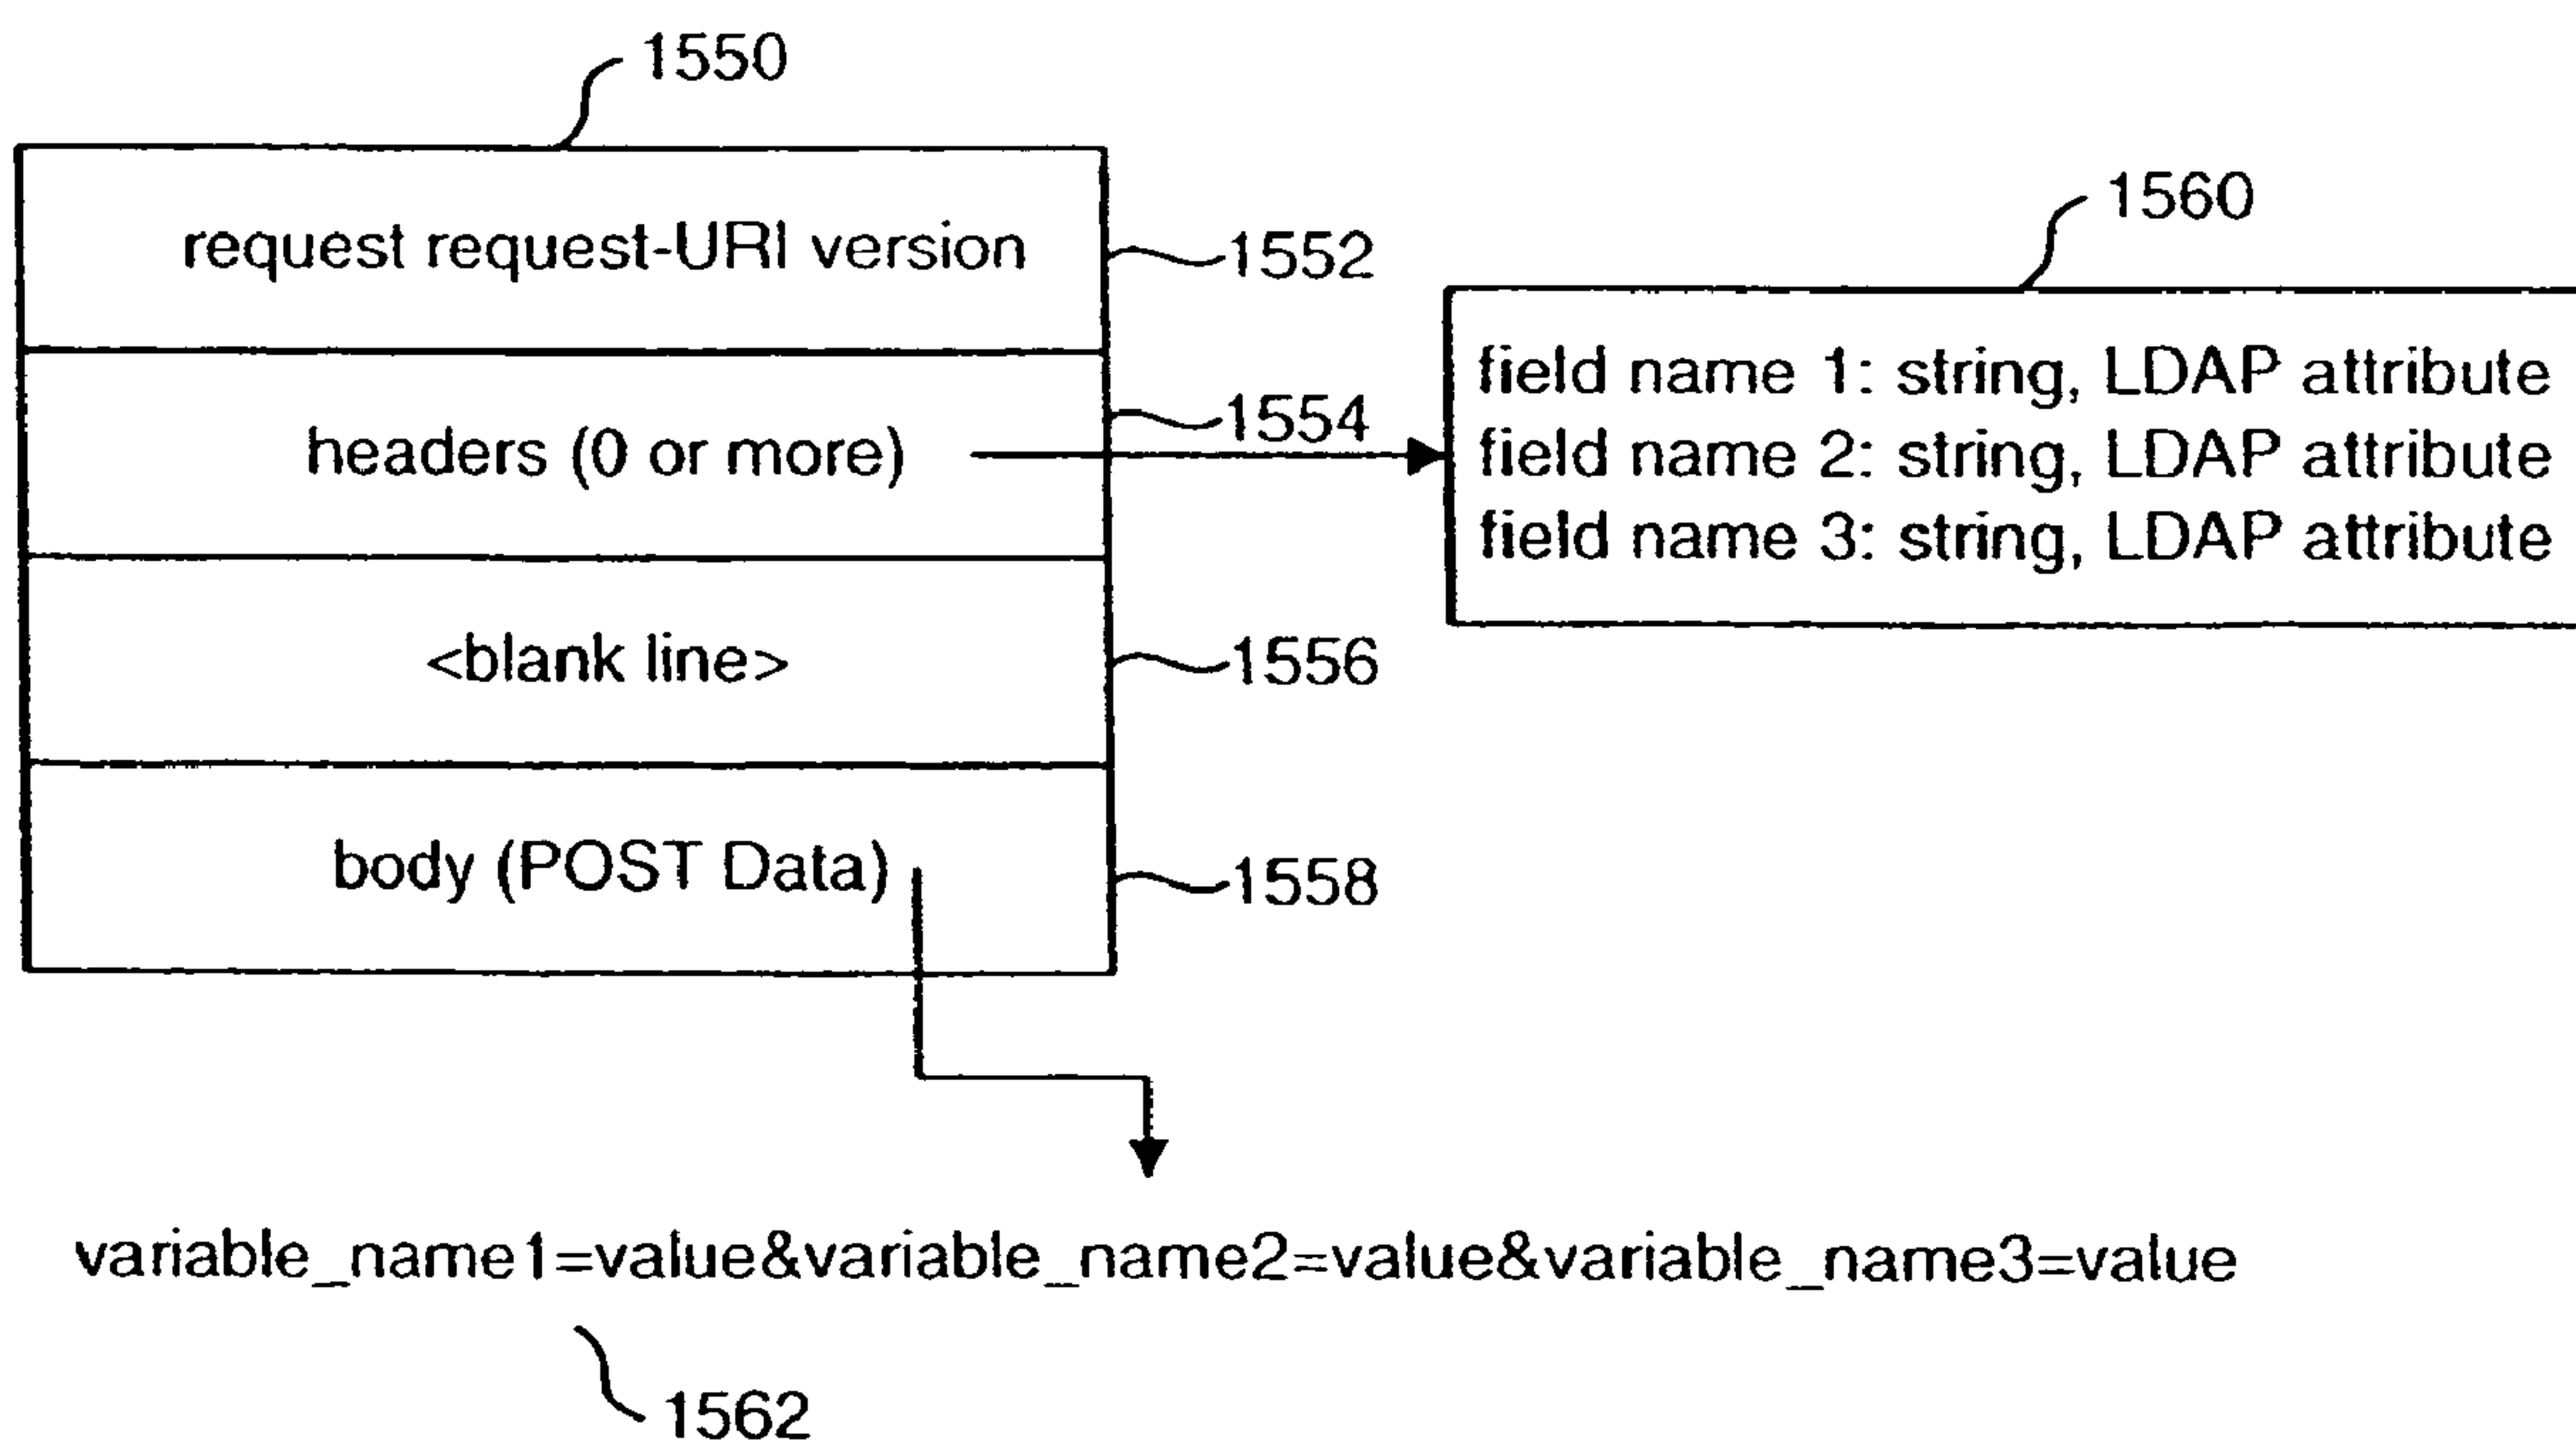 1550
request request-URI version
1552
1560
headers (0 or more)
1554
field name 1: string, LDAP attribute
field name 2: string, LDAP attribute
field name 3: string, LDAP attribute
<blank line>
1556
body (POST Data)
1558
variable_name1=value&variable_name2=value&variable_name3=value
1562